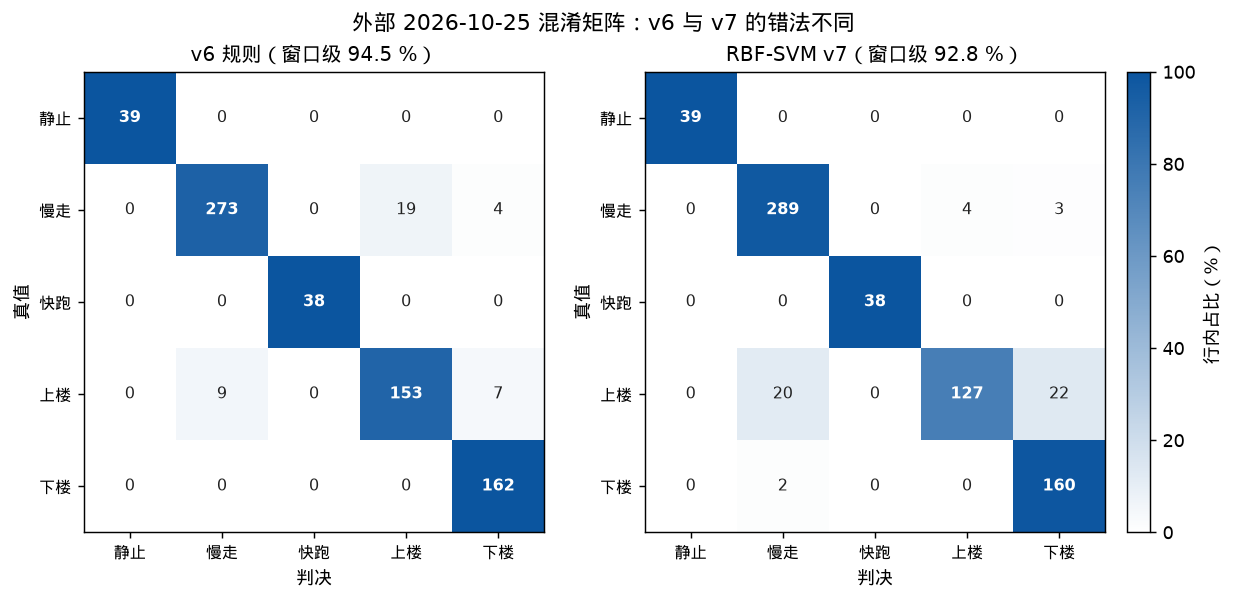 外部 2026-10-25 混淆矩阵：v6 与 v7 的错法不同
v6 规则（窗口级 94.5 %）
静止 39 0 0 0 0
慢走 0 273 0 19 4
快跑 0 0 38 0 0
上楼 0 9 0 153 7
下楼 0 0 0 0 162
静止 慢走 快跑 上楼 下楼
判决
真值
RBF-SVM v7（窗口级 92.8 %）
静止 39 0 0 0 0
慢走 0 289 0 4 3
快跑 0 0 38 0 0
上楼 0 20 0 127 22
下楼 0 2 0 0 160
静止 慢走 快跑 上楼 下楼
判决
真值
100
80
60
40
20
0
行内占比（%）